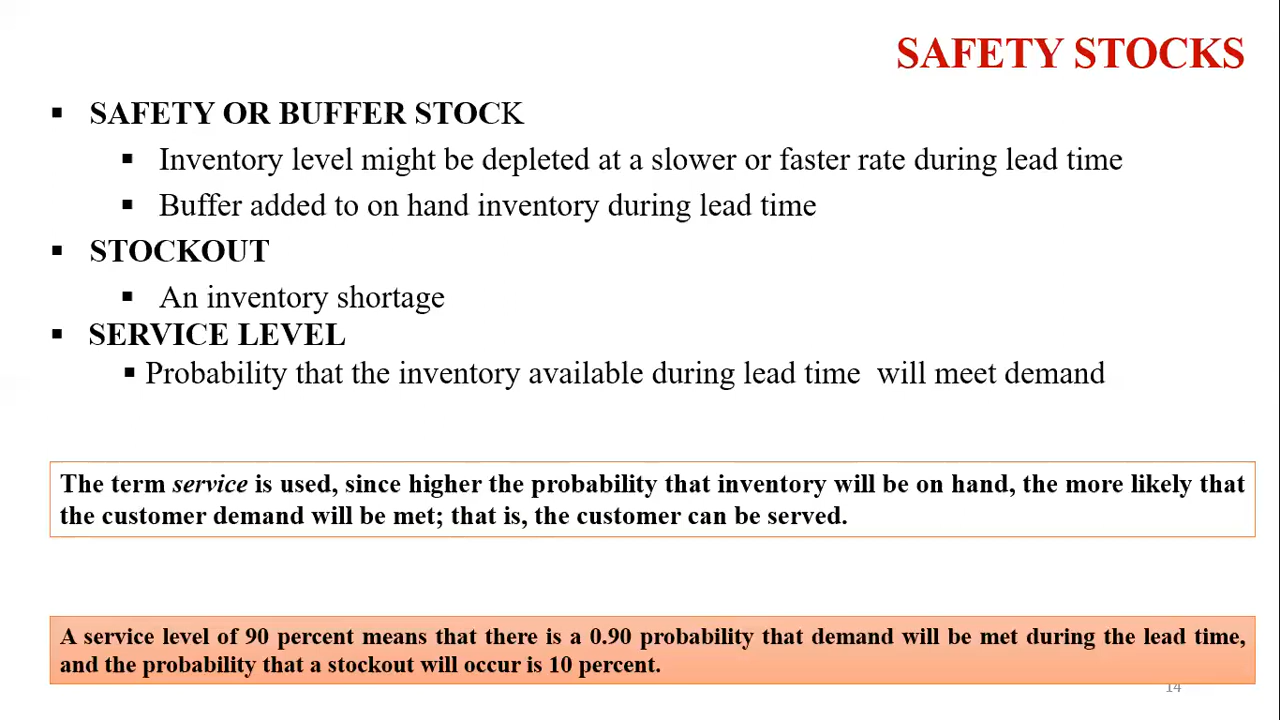 SAFETY STOCKS
▪ SAFETY OR BUFFER STOCK
▪ Inventory level might be depleted at a slower or faster rate during lead time
▪ Buffer added to on hand inventory during lead time
▪ STOCKOUT
▪ An inventory shortage
▪ SERVICE LEVEL
▪ Probability that the inventory available during lead time will meet demand
The term service is used, since higher the probability that inventory will be on hand, the more likely that
the customer demand will be met; that is, the customer can be served.
A service level of 90 percent means that there is a 0.90 probability that demand will be met during the lead time,
and the probability that a stockout will occur is 10 percent.
14